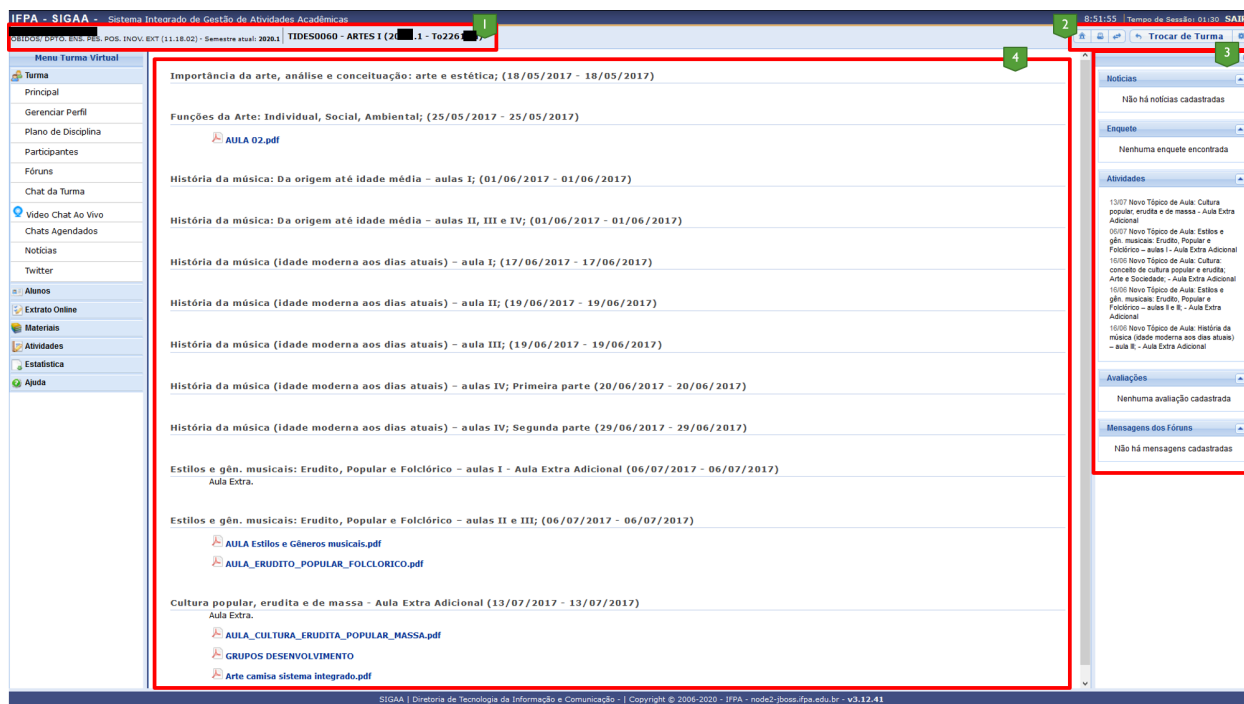 IFPA - SIGAA - Sistema Integrado de Gestão de Atividades Acadêmicas
8:51:55 Tempo de Sessão: 01:30 SAIR
1
2
OBIDOS/ DPTO. ENS. PES. POS. INOV. EXT (11.18.02) - Semestre atual: 2020.1
TIDES0060 - ARTES I (20 .1 - To2261
Trocar de Turma
3
4
Menu Turma Virtual
Turma
Principal
Gerenciar Perfil
Plano de Disciplina
Participantes
Fóruns
Chat da Turma
Video Chat Ao Vivo
Chats Agendados
Notícias
Twitter
Alunos
Extrato Online
Materiais
Atividades
Estatística
Ajuda
Importância da arte, análise e conceituação: arte e estética; (18/05/2017 - 18/05/2017)
Funções da Arte: Individual, Social, Ambiental; (25/05/2017 - 25/05/2017)
AULA 02.pdf
História da música: Da origem até idade média – aulas I; (01/06/2017 - 01/06/2017)
História da música: Da origem até idade média – aulas II, III e IV; (01/06/2017 - 01/06/2017)
História da música (idade moderna aos dias atuais) – aula I; (17/06/2017 - 17/06/2017)
História da música (idade moderna aos dias atuais) – aula II; (19/06/2017 - 19/06/2017)
História da música (idade moderna aos dias atuais) – aula III; (19/06/2017 - 19/06/2017)
História da música (idade moderna aos dias atuais) – aulas IV; Primeira parte (20/06/2017 - 20/06/2017)
História da música (idade moderna aos dias atuais) – aulas IV; Segunda parte (29/06/2017 - 29/06/2017)
Estilos e gên. musicais: Erudito, Popular e Folclórico – aulas I - Aula Extra Adicional (06/07/2017 - 06/07/2017)
Aula Extra.
Estilos e gên. musicais: Erudito, Popular e Folclórico – aulas II e III; (06/07/2017 - 06/07/2017)
AULA Estilos e Gêneros musicais.pdf
AULA_ERUDITO_POPULAR_FOLCLORICO.pdf
Cultura popular, erudita e de massa - Aula Extra Adicional (13/07/2017 - 13/07/2017)
Aula Extra.
AULA_CULTURA_ERUDITA_POPULAR_MASSA.pdf
GRUPOS DESENVOLVIMENTO
Arte camisa sistema integrado.pdf
Notícias
Não há notícias cadastradas
Enquete
Nenhuma enquete encontrada
Atividades
13/07 Novo Tópico de Aula: Cultura
popular, erudita e de massa - Aula Extra
Adicional
06/07 Novo Tópico de Aula: Estilos e
gên. musicais: Erudito, Popular e
Folclórico – aulas I - Aula Extra Adicional
16/06 Novo Tópico de Aula: Cultura:
conceito de cultura popular e erudita;
Arte e Sociedade; - Aula Extra Adicional
16/06 Novo Tópico de Aula: Estilos e
gên. musicais: Erudito, Popular e
Folclórico – aulas II e III; - Aula Extra
Adicional
16/06 Novo Tópico de Aula: História da
música (idade moderna aos dias atuais)
– aula III; - Aula Extra Adicional
Avaliações
Nenhuma avaliação cadastrada
Mensagens dos Fóruns
Não há mensagens cadastradas
SIGAA | Diretoria de Tecnologia da Informação e Comunicação - | Copyright © 2006-2020 - IFPA - node2-jboss.ifpa.edu.br - v3.12.41